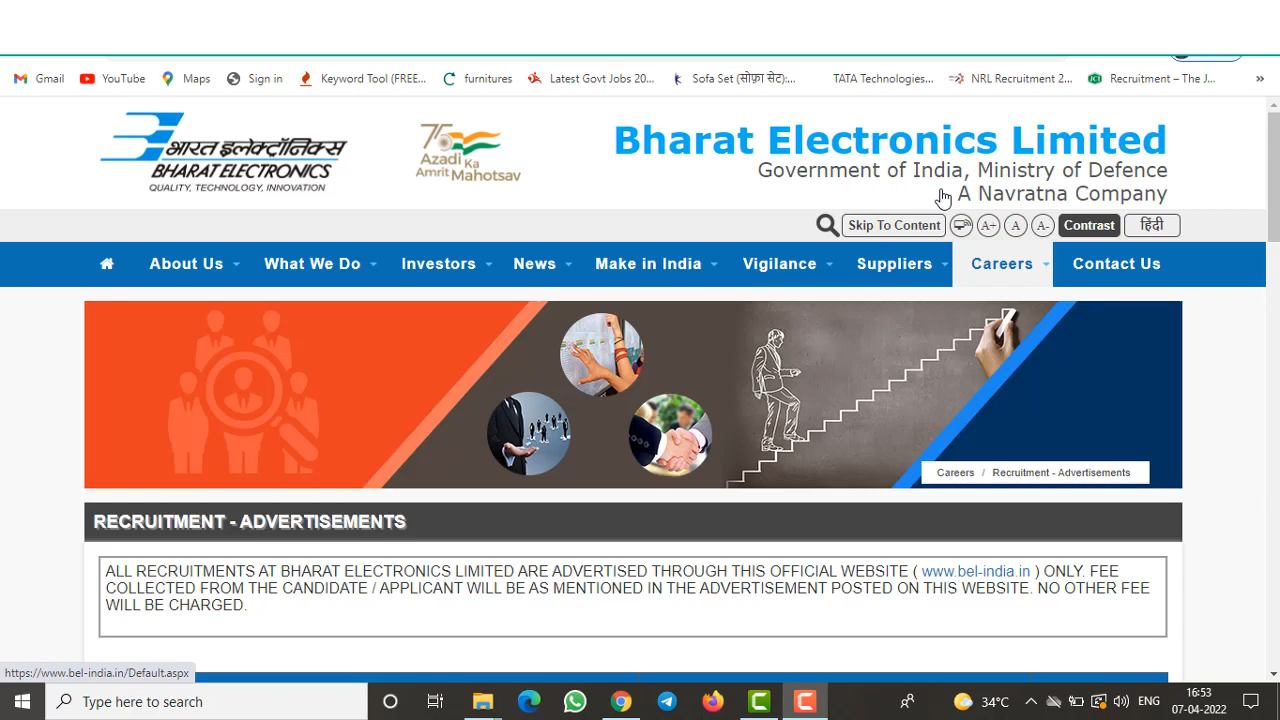 Gmail YouTube Maps Sign in Keyword Tool (FREE... furnitures Latest Govt Jobs 20... Sofa Set (सोफ़ा सेट):... TATA Technologies... NRL Recruitment 2... Recruitment – The J... »
भारत इलेक्ट्रॉनिक्स
BHARAT ELECTRONICS
QUALITY, TECHNOLOGY, INNOVATION
75
Azadi Ka
Amrit Mahotsav
Bharat Electronics Limited
Government of India, Ministry of Defence
A Navratna Company
Skip To Content A+ A A- Contrast हिंदी
About Us What We Do Investors News Make in India Vigilance Suppliers Careers Contact Us
Careers / Recruitment - Advertisements
RECRUITMENT - ADVERTISEMENTS
ALL RECRUITMENTS AT BHARAT ELECTRONICS LIMITED ARE ADVERTISED THROUGH THIS OFFICIAL WEBSITE ( www.bel-india.in ) ONLY. FEE
COLLECTED FROM THE CANDIDATE / APPLICANT WILL BE AS MENTIONED IN THE ADVERTISEMENT POSTED ON THIS WEBSITE. NO OTHER FEE
WILL BE CHARGED.
https://www.bel-india.in/Default.aspx
Type here to search 34°C ENG 16:53
07-04-2022